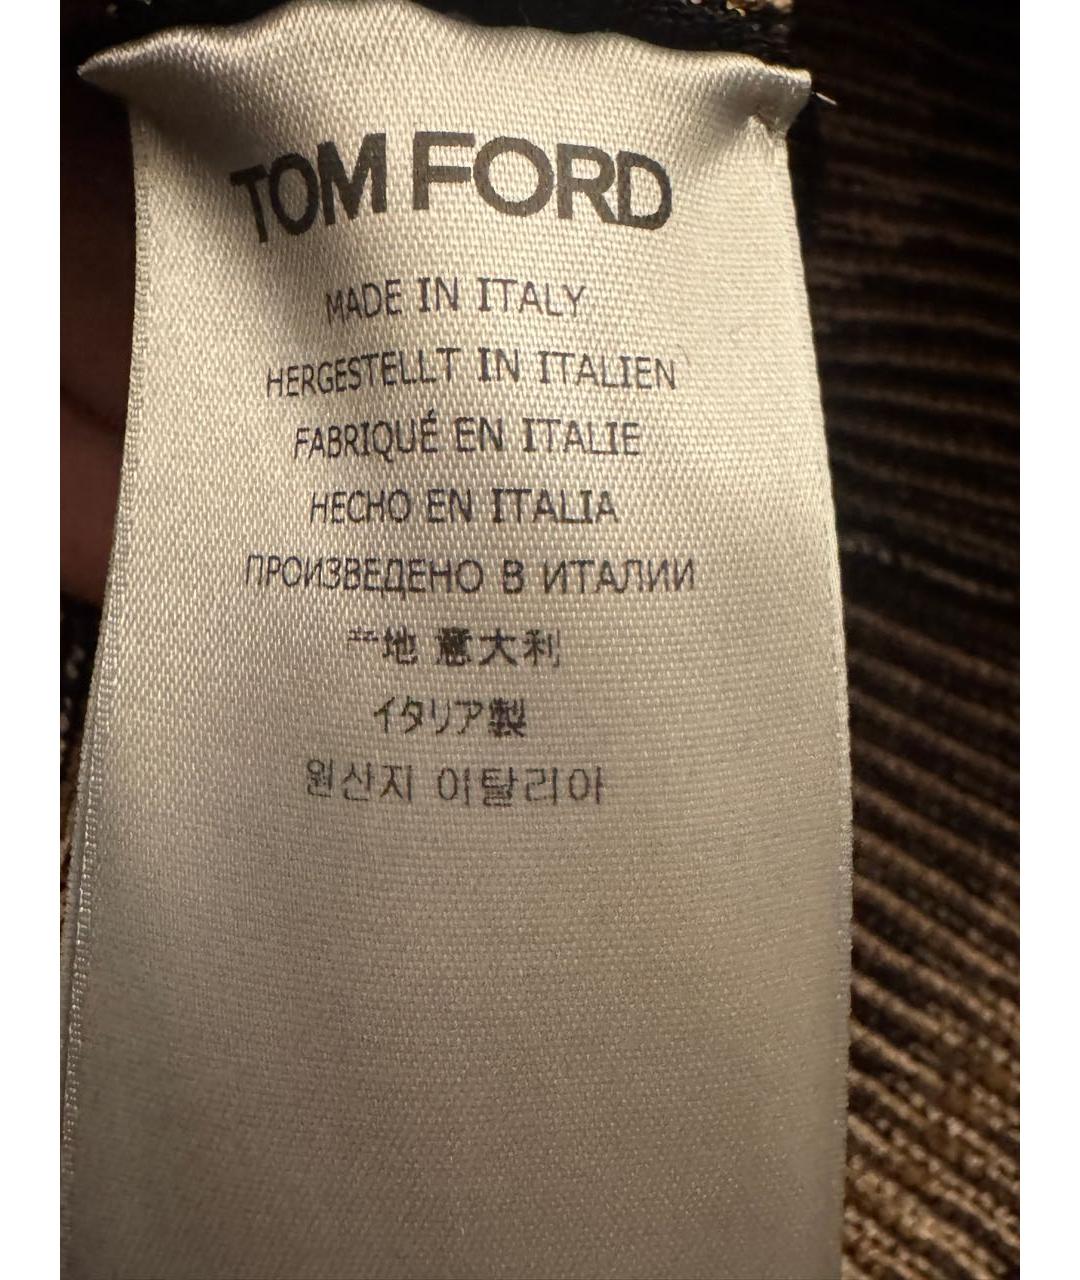 TOM FORD
MADE IN ITALY
HERGESTELLT IN ITALIEN
FABRIQUÉ EN ITALIE
HECHO EN ITALIA
ПРОИЗВЕДЕНО В ИТАЛИИ
产地 意大利
イタリア製
원산지 이탈리아